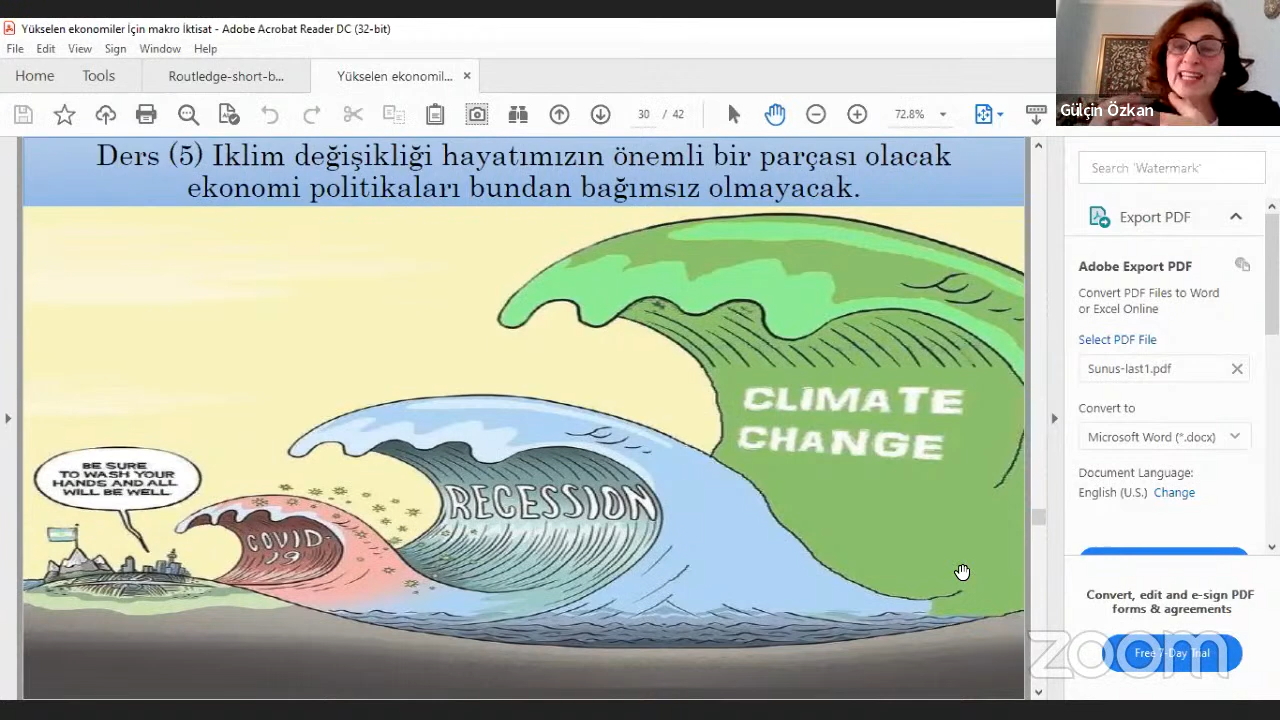 Yükselen ekonomiler İçin makro İktisat - Adobe Acrobat Reader DC (32-bit)
File Edit View Sign Window Help
Home Tools Routledge-short-b... Yükselen ekonomil... ×
30 / 42 72.8%
Gülçin Özkan
Ders (5) Iklim değişikliği hayatımızın önemli bir parçası olacak
ekonomi politikaları bundan bağımsız olmayacak.
BE SURE
TO WASH YOUR
HANDS AND ALL
WILL BE WELL.
COVID-
19
RECESSION
CLIMATE
CHANGE
Search 'Watermark'
Export PDF
Adobe Export PDF
Convert PDF Files to Word
or Excel Online
Select PDF File
Sunus-last1.pdf
Convert to
Microsoft Word (*.docx)
Document Language:
English (U.S.) Change
Convert, edit and e-sign PDF
forms & agreements
Free 7-Day Trial
zoom